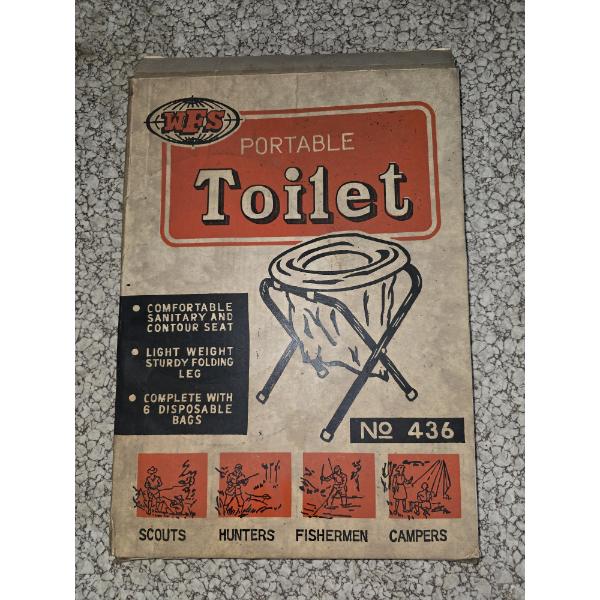 WFS
PORTABLE
Toilet
• COMFORTABLE
SANITARY AND
CONTOUR SEAT
• LIGHT WEIGHT
STURDY FOLDING
LEG
• COMPLETE WITH
6 DISPOSABLE
BAGS
No 436
SCOUTS HUNTERS FISHERMEN CAMPERS